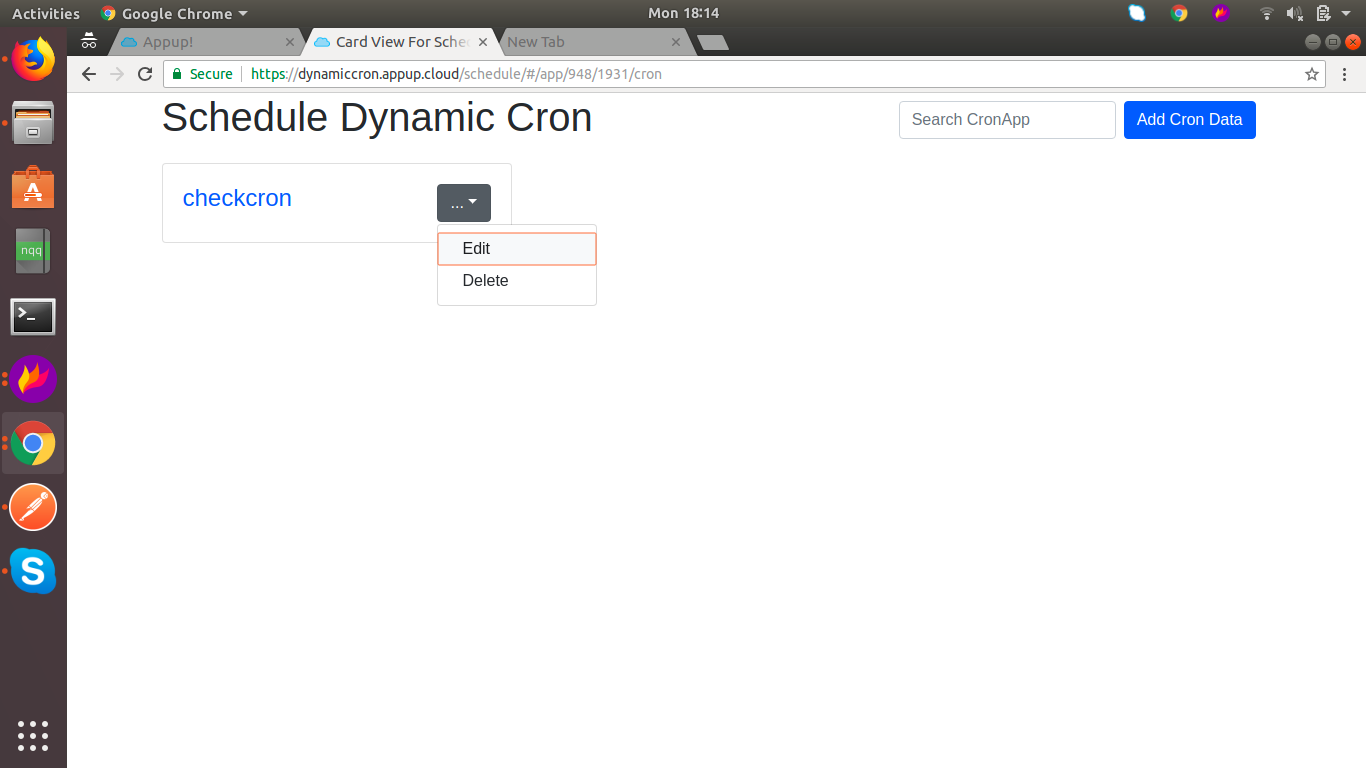 Activities
Google Chrome
Mon 18:14
Appup!
Card View For Sche
New Tab
Secure
https://dynamiccron.appup.cloud/schedule/#/app/948/1931/cron
Schedule Dynamic Cron
Search CronApp
Add Cron Data
checkcron
...
Edit
Delete
nqq
S